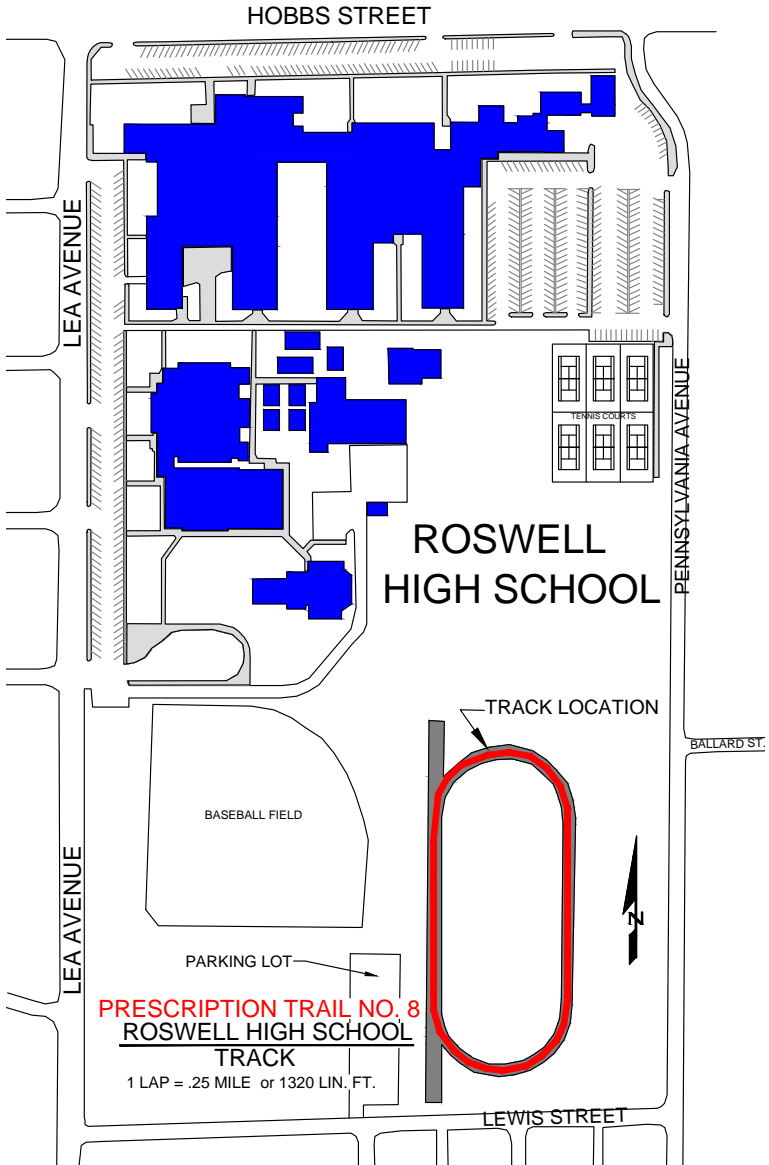 HOBBS STREET
LEA AVENUE
PENNSYLVANIA AVENUE
TENNIS COURTS
ROSWELL
HIGH SCHOOL
TRACK LOCATION
BALLARD ST.
BASEBALL FIELD
LEA AVENUE
N
PARKING LOT
PRESCRIPTION TRAIL NO. 8
ROSWELL HIGH SCHOOL
TRACK
1 LAP = .25 MILE or 1320 LIN. FT.
LEWIS STREET